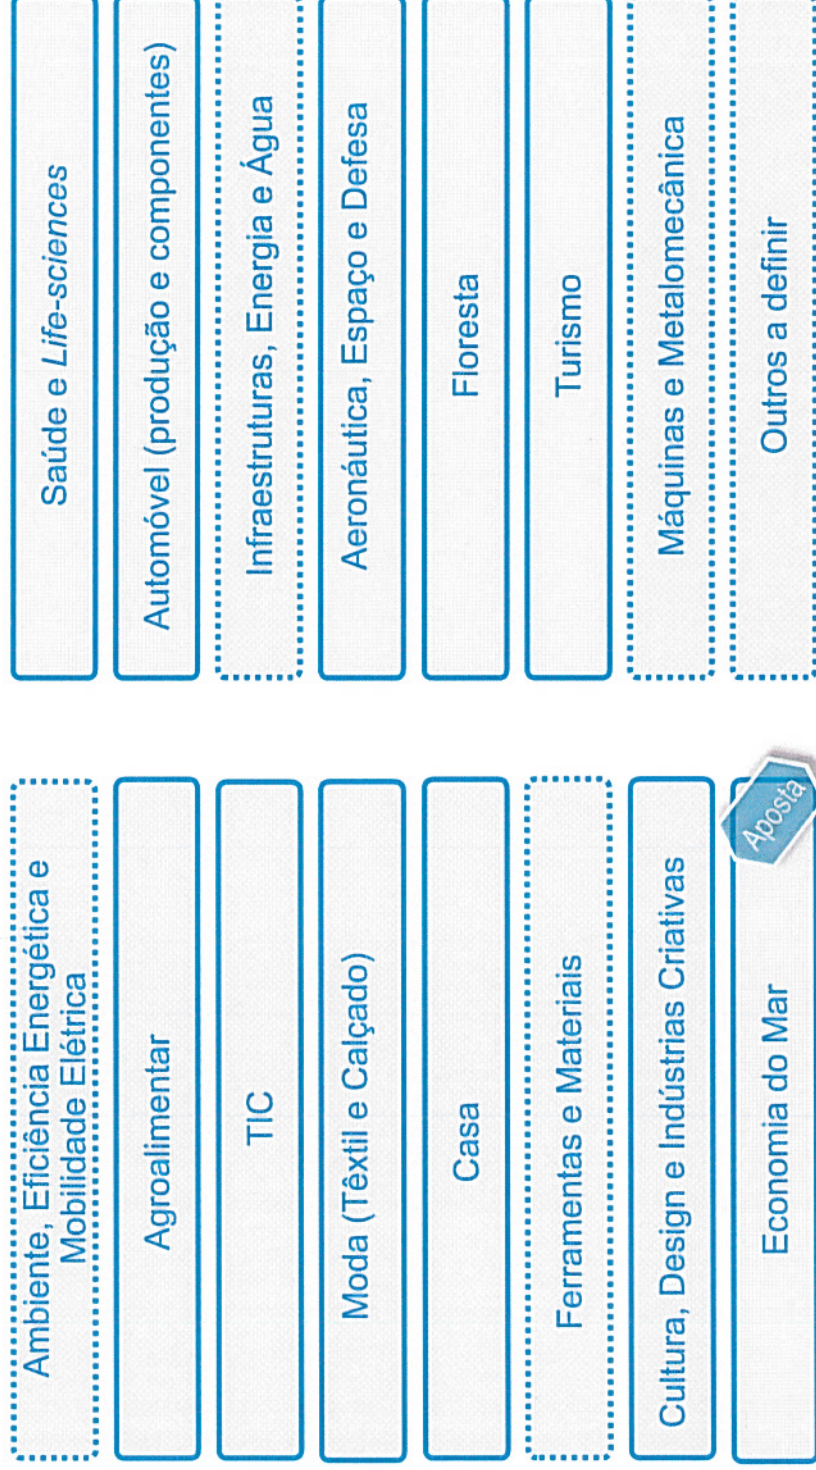 Ambiente, Eficiência Energética e
Mobilidade Elétrica
Agroalimentar
TIC
Moda (Têxtil e Calçado)
Casa
Ferramentas e Materiais
Cultura, Design e Indústrias Criativas
Economia do Mar
Aposta
Saúde e Life-sciences
Automóvel (produção e componentes)
Infraestruturas, Energia e Água
Aeronáutica, Espaço e Defesa
Floresta
Turismo
Máquinas e Metalomecânica
Outros a definir